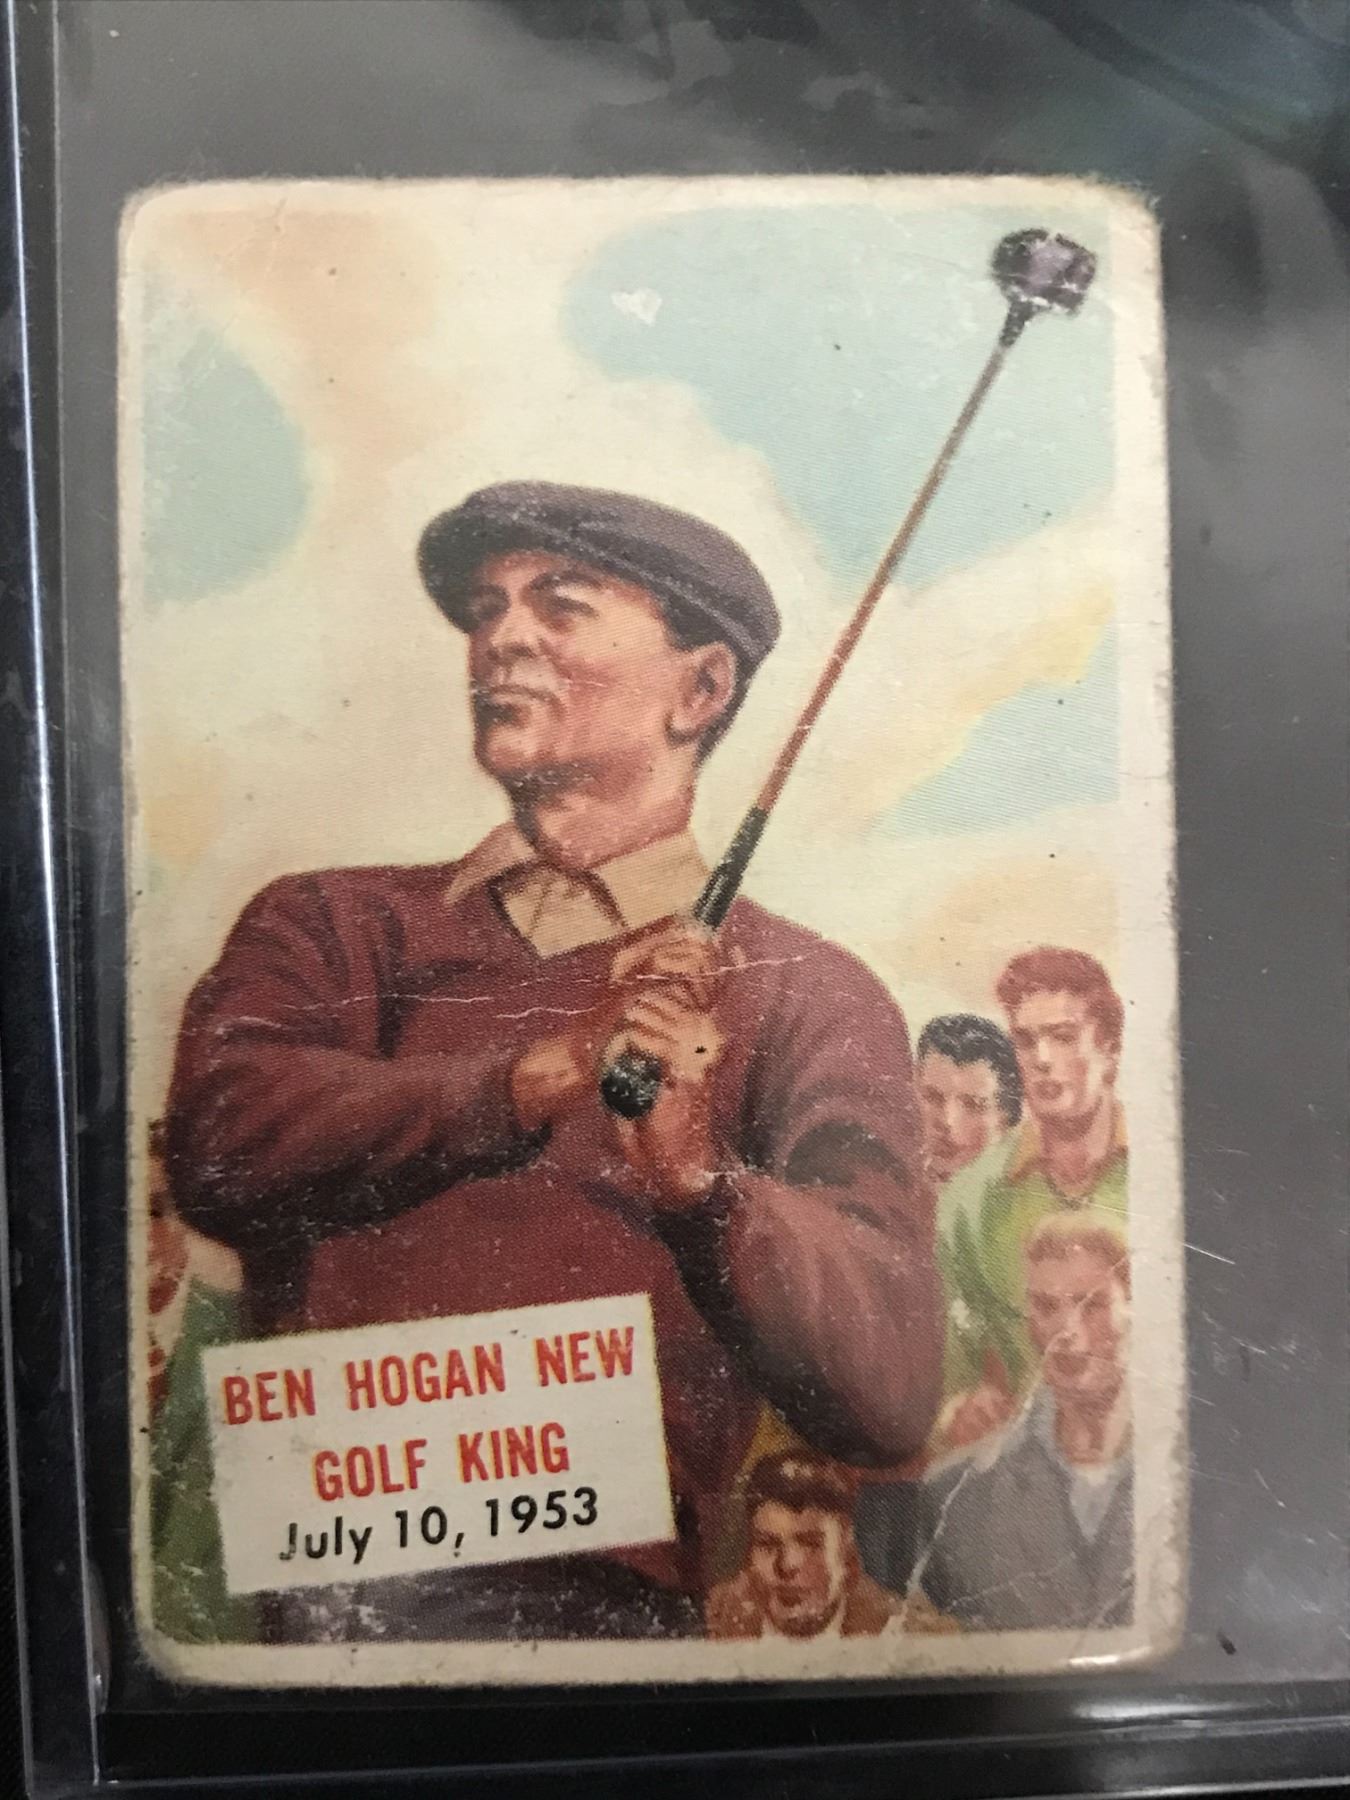 BEN HOGAN NEW
GOLF KING
July 10, 1953